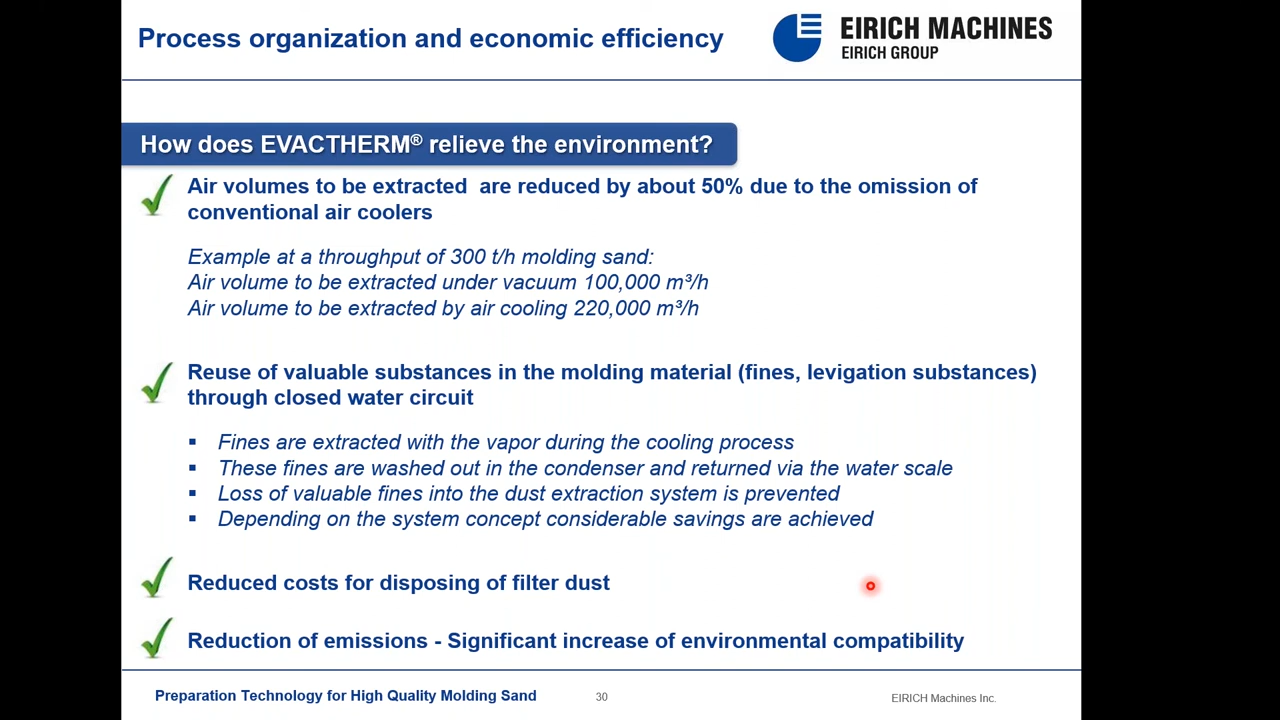 Process organization and economic efficiency
EIRICH MACHINES
EIRICH GROUP
How does EVACTHERM® relieve the environment?
Air volumes to be extracted are reduced by about 50% due to the omission of
conventional air coolers
Example at a throughput of 300 t/h molding sand:
Air volume to be extracted under vacuum 100,000 m³/h
Air volume to be extracted by air cooling 220,000 m³/h
Reuse of valuable substances in the molding material (fines, levigation substances)
through closed water circuit
▪ Fines are extracted with the vapor during the cooling process
▪ These fines are washed out in the condenser and returned via the water scale
▪ Loss of valuable fines into the dust extraction system is prevented
▪ Depending on the system concept considerable savings are achieved
Reduced costs for disposing of filter dust
Reduction of emissions - Significant increase of environmental compatibility
Preparation Technology for High Quality Molding Sand
30
EIRICH Machines Inc.